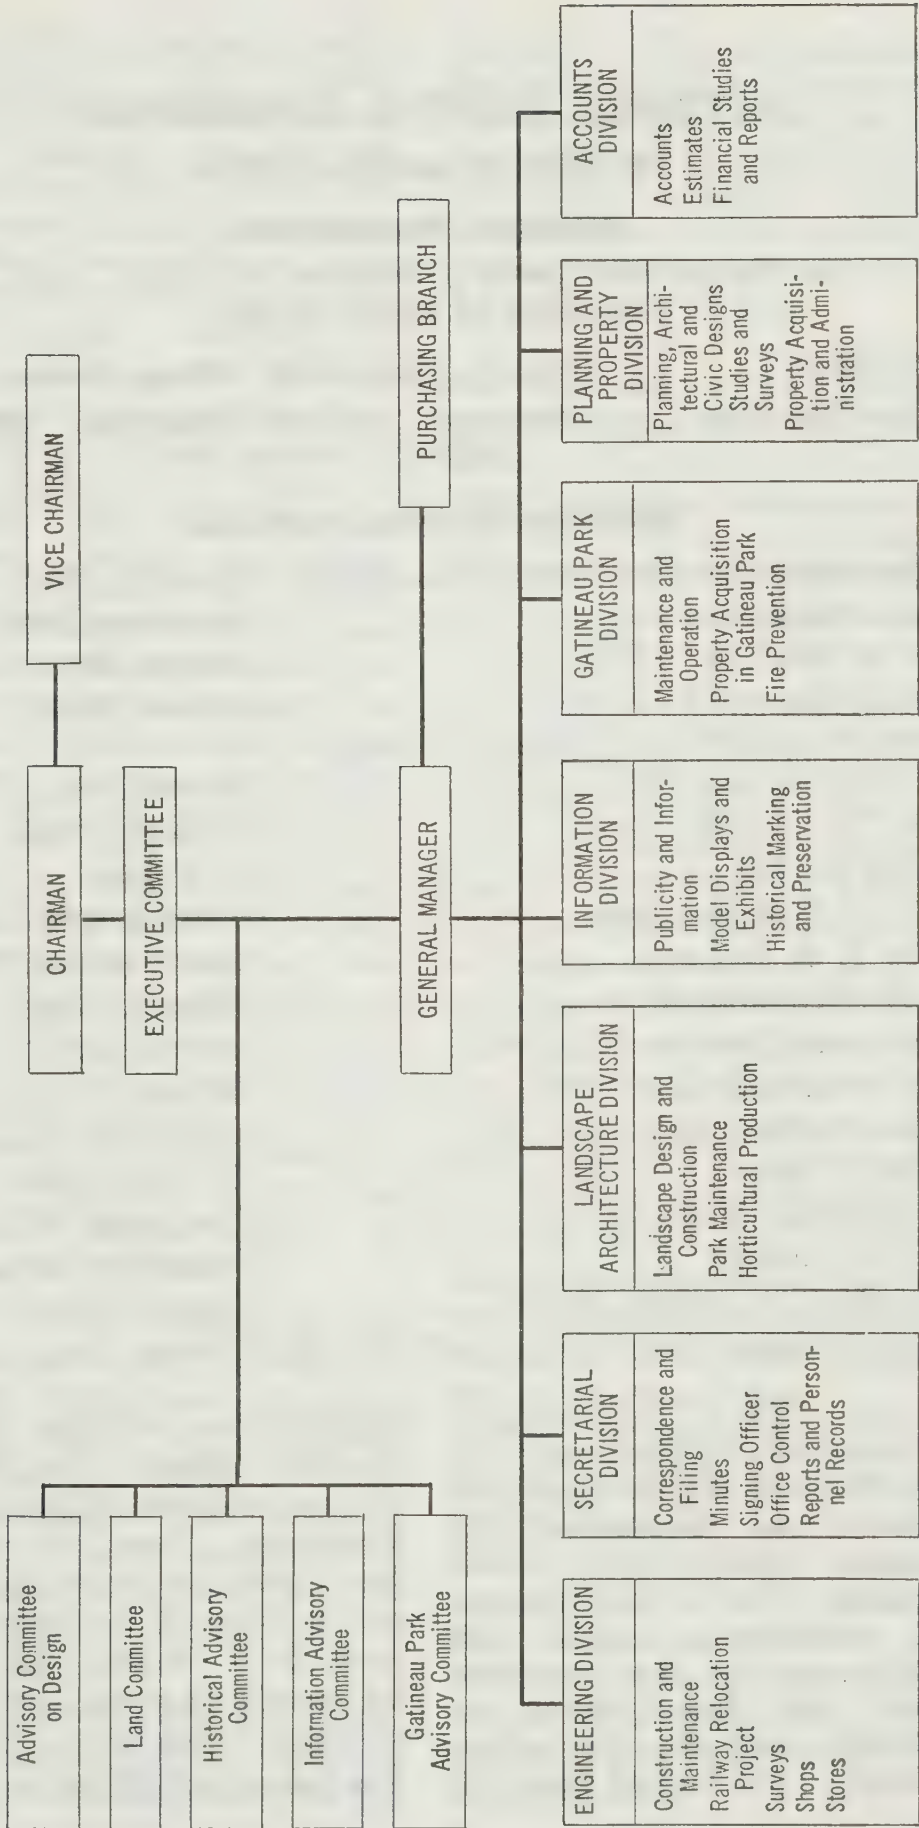 CHAIRMAN
VICE CHAIRMAN
EXECUTIVE COMMITTEE
Advisory Committee
on Design
Land Committee
Historical Advisory
Committee
Information Advisory
Committee
Gatineau Park
Advisory Committee
GENERAL MANAGER
PURCHASING BRANCH
ENGINEERING DIVISION
Construction and
Maintenance
Railway Relocation
Project
Surveys
Shops
Stores
SECRETARIAL
DIVISION
Correspondence and
Filing
Minutes
Signing Officer
Office Control
Reports and Person-
nel Records
LANDSCAPE
ARCHITECTURE DIVISION
Landscape Design and
Construction
Park Maintenance
Horticultural Production
INFORMATION
DIVISION
Publicity and Infor-
mation
Model Displays and
Exhibits
Historical Marking
and Preservation
GATINEAU PARK
DIVISION
Maintenance and
Operation
Property Acquisition
in Gatineau Park
Fire Prevention
PLANNING AND
PROPERTY
DIVISION
Planning, Archi-
tectural and
Civic Designs
Studies and
Surveys
Property Acquisi-
tion and Admi-
nistration
ACCOUNTS
DIVISION
Accounts
Estimates
Financial Studies
and Reports